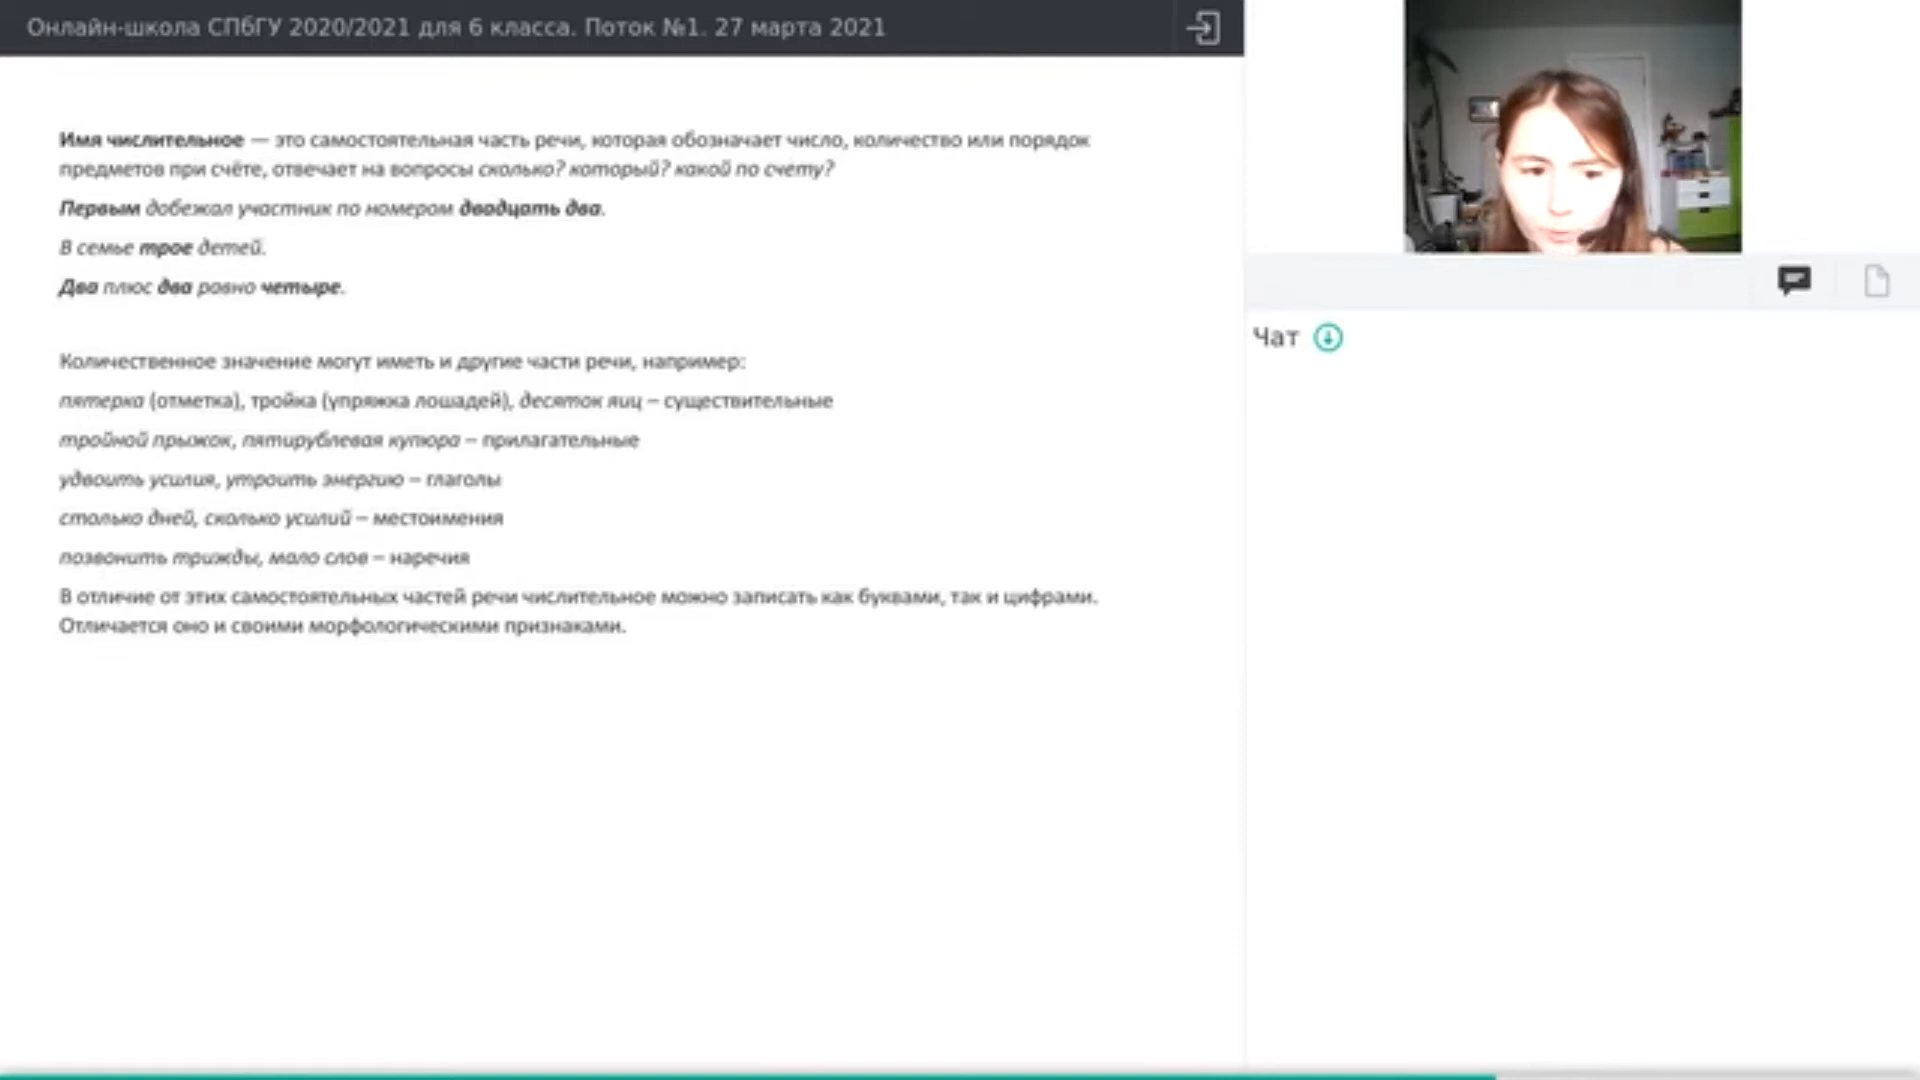 Онлайн-школа СПбГУ 2020/2021 для 6 класса. Поток №1. 27 марта 2021
Имя числительное — это самостоятельная часть речи, которая обозначает число, количество или порядок
предметов при счёте, отвечает на вопросы сколько? который? какой по счету?
Первым добежал участник по номером двадцать два.
В семье трое детей.
Два плюс два равно четыре.
Количественное значение могут иметь и другие части речи, например:
пятерка (отметка), тройка (упряжка лошадей), десяток яиц – существительные
тройной прыжок, пятирублевая купюра – прилагательные
удвоить усилия, утроить энергию – глаголы
столько дней, сколько усилий – местоимения
позвонить трижды, мало слов – наречия
В отличие от этих самостоятельных частей речи числительное можно записать как буквами, так и цифрами.
Отличается оно и своими морфологическими признаками.
Чат